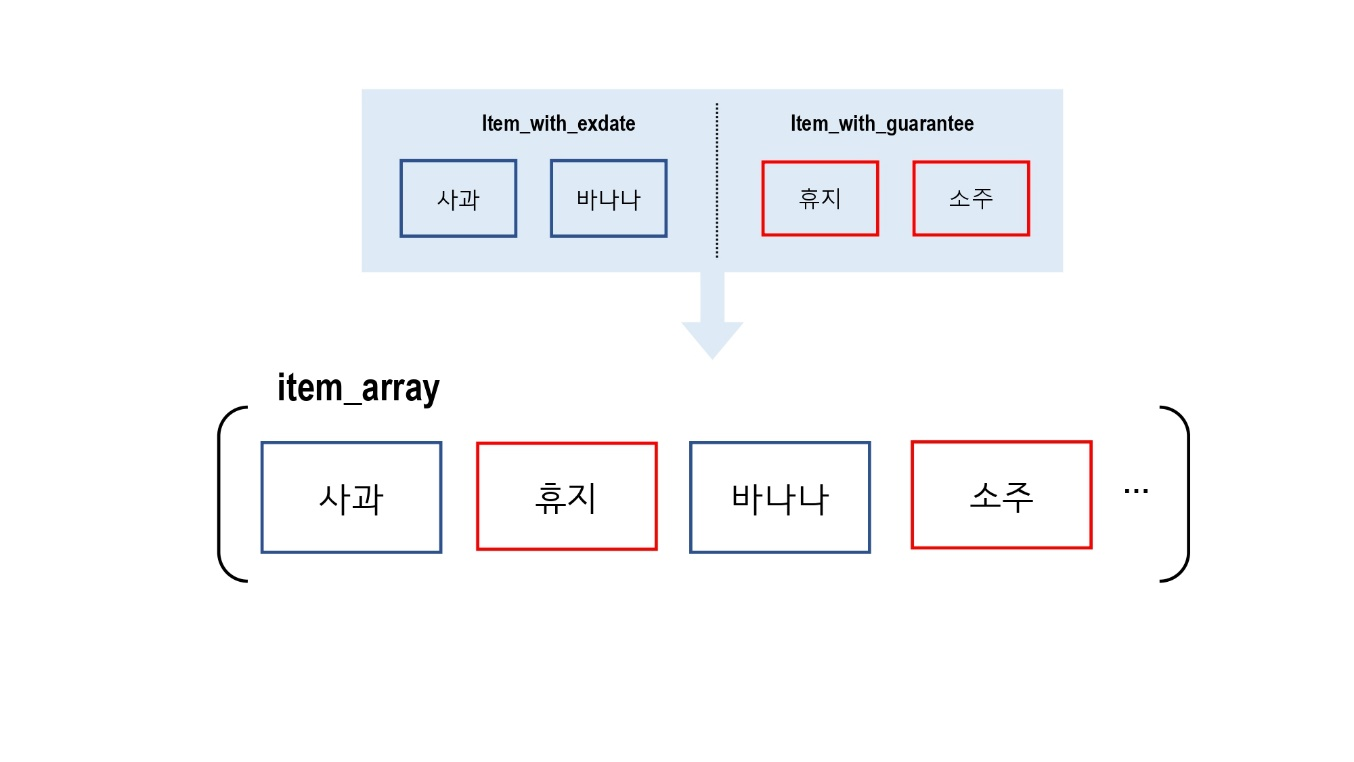 Item_with_exdate
Item_with_guarantee
사과
바나나
휴지
소주
item_array
사과
휴지
바나나
소주
...